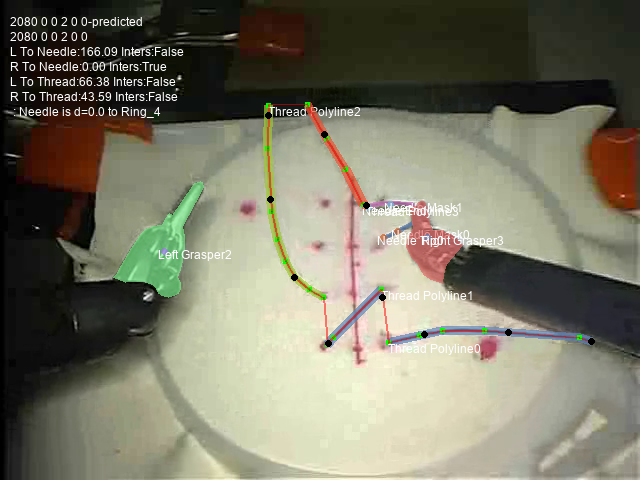 2080 0 0 2 0 0-predicted
2080 0 0 2 0 0
L To Needle:166.09 Inters:False
R To Needle:0.00 Inters:True
L To Thread:66.38 Inters:False
R To Thread:43.59 Inters:False
: Needle is d=0.0 to Ring_4
Thread Polyline2
Needle Mask1
Thread Polyline3
Needle Mask0
Needle Tip
Right Grasper3
Left Grasper2
Thread Polyline1
Thread Polyline0